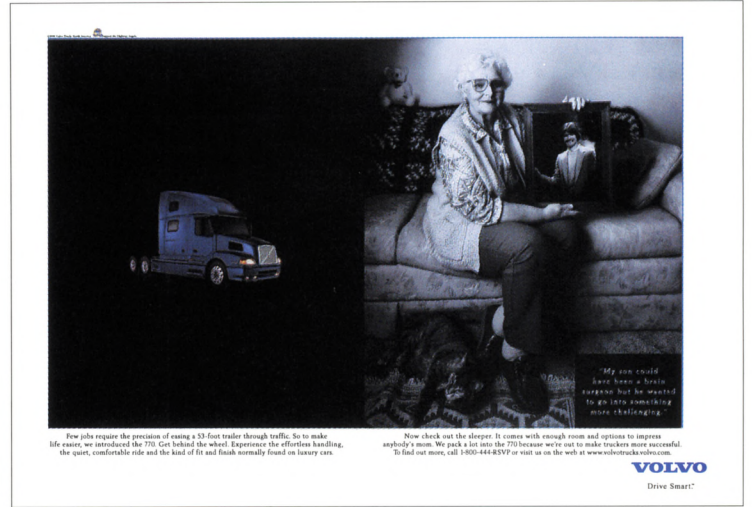 "My son could
have been a brain
surgeon but he wanted
to go into something
more challenging."
Few jobs require the precision of easing a 53-foot trailer through traffic. So to make
life easier, we introduced the 770. Get behind the wheel. Experience the effortless handling,
the quiet, comfortable ride and the kind of fit and finish normally found on luxury cars.
Now check out the sleeper. It comes with enough room and options to impress
anybody's mom. We pack a lot into the 770 because we're out to make truckers more successful.
To find out more, call 1-800-444-RSVP or visit us on the web at www.volvotrucks.volvo.com.
VOLVO
Drive Smart.™